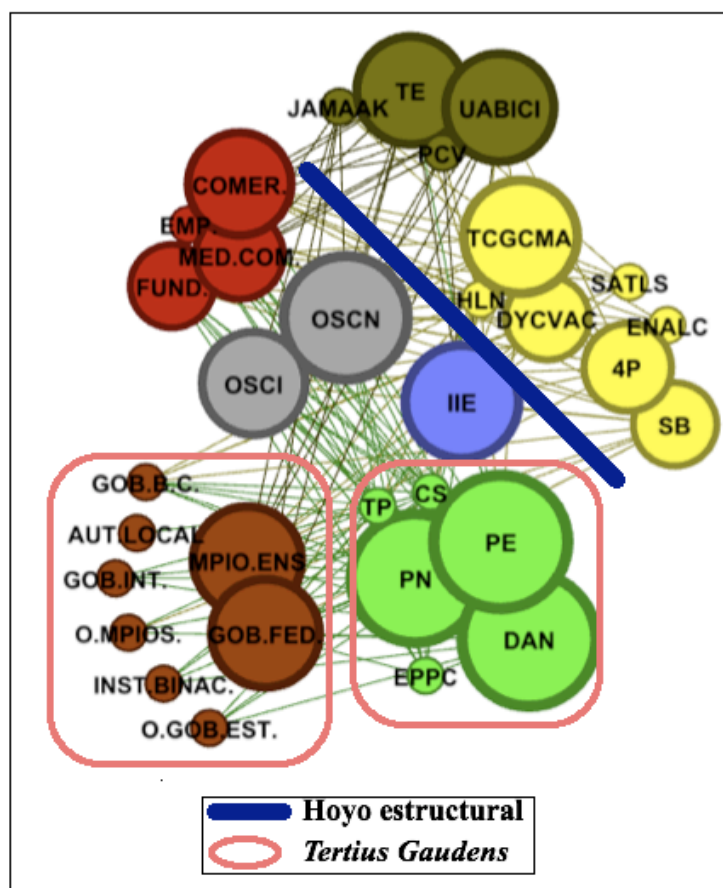 TE
UABICI
JAMAAK
PCV
COMER.
EMP.
MED.COM.
FUND.
TCGCMA
SATLS
HLN
DYCVAC
ENALC
4P
SB
OSCN
OSCI
IIE
GOB.B.C.
AUT.LOCAL
MPIO.ENS
GOB.INT.
O.MPIOS.
GOB.FED.
INST.BINAC.
O.GOB.EST.
TP
CS
PE
PN
DAN
EPPC
Hoyo estructural
Tertius Gaudens